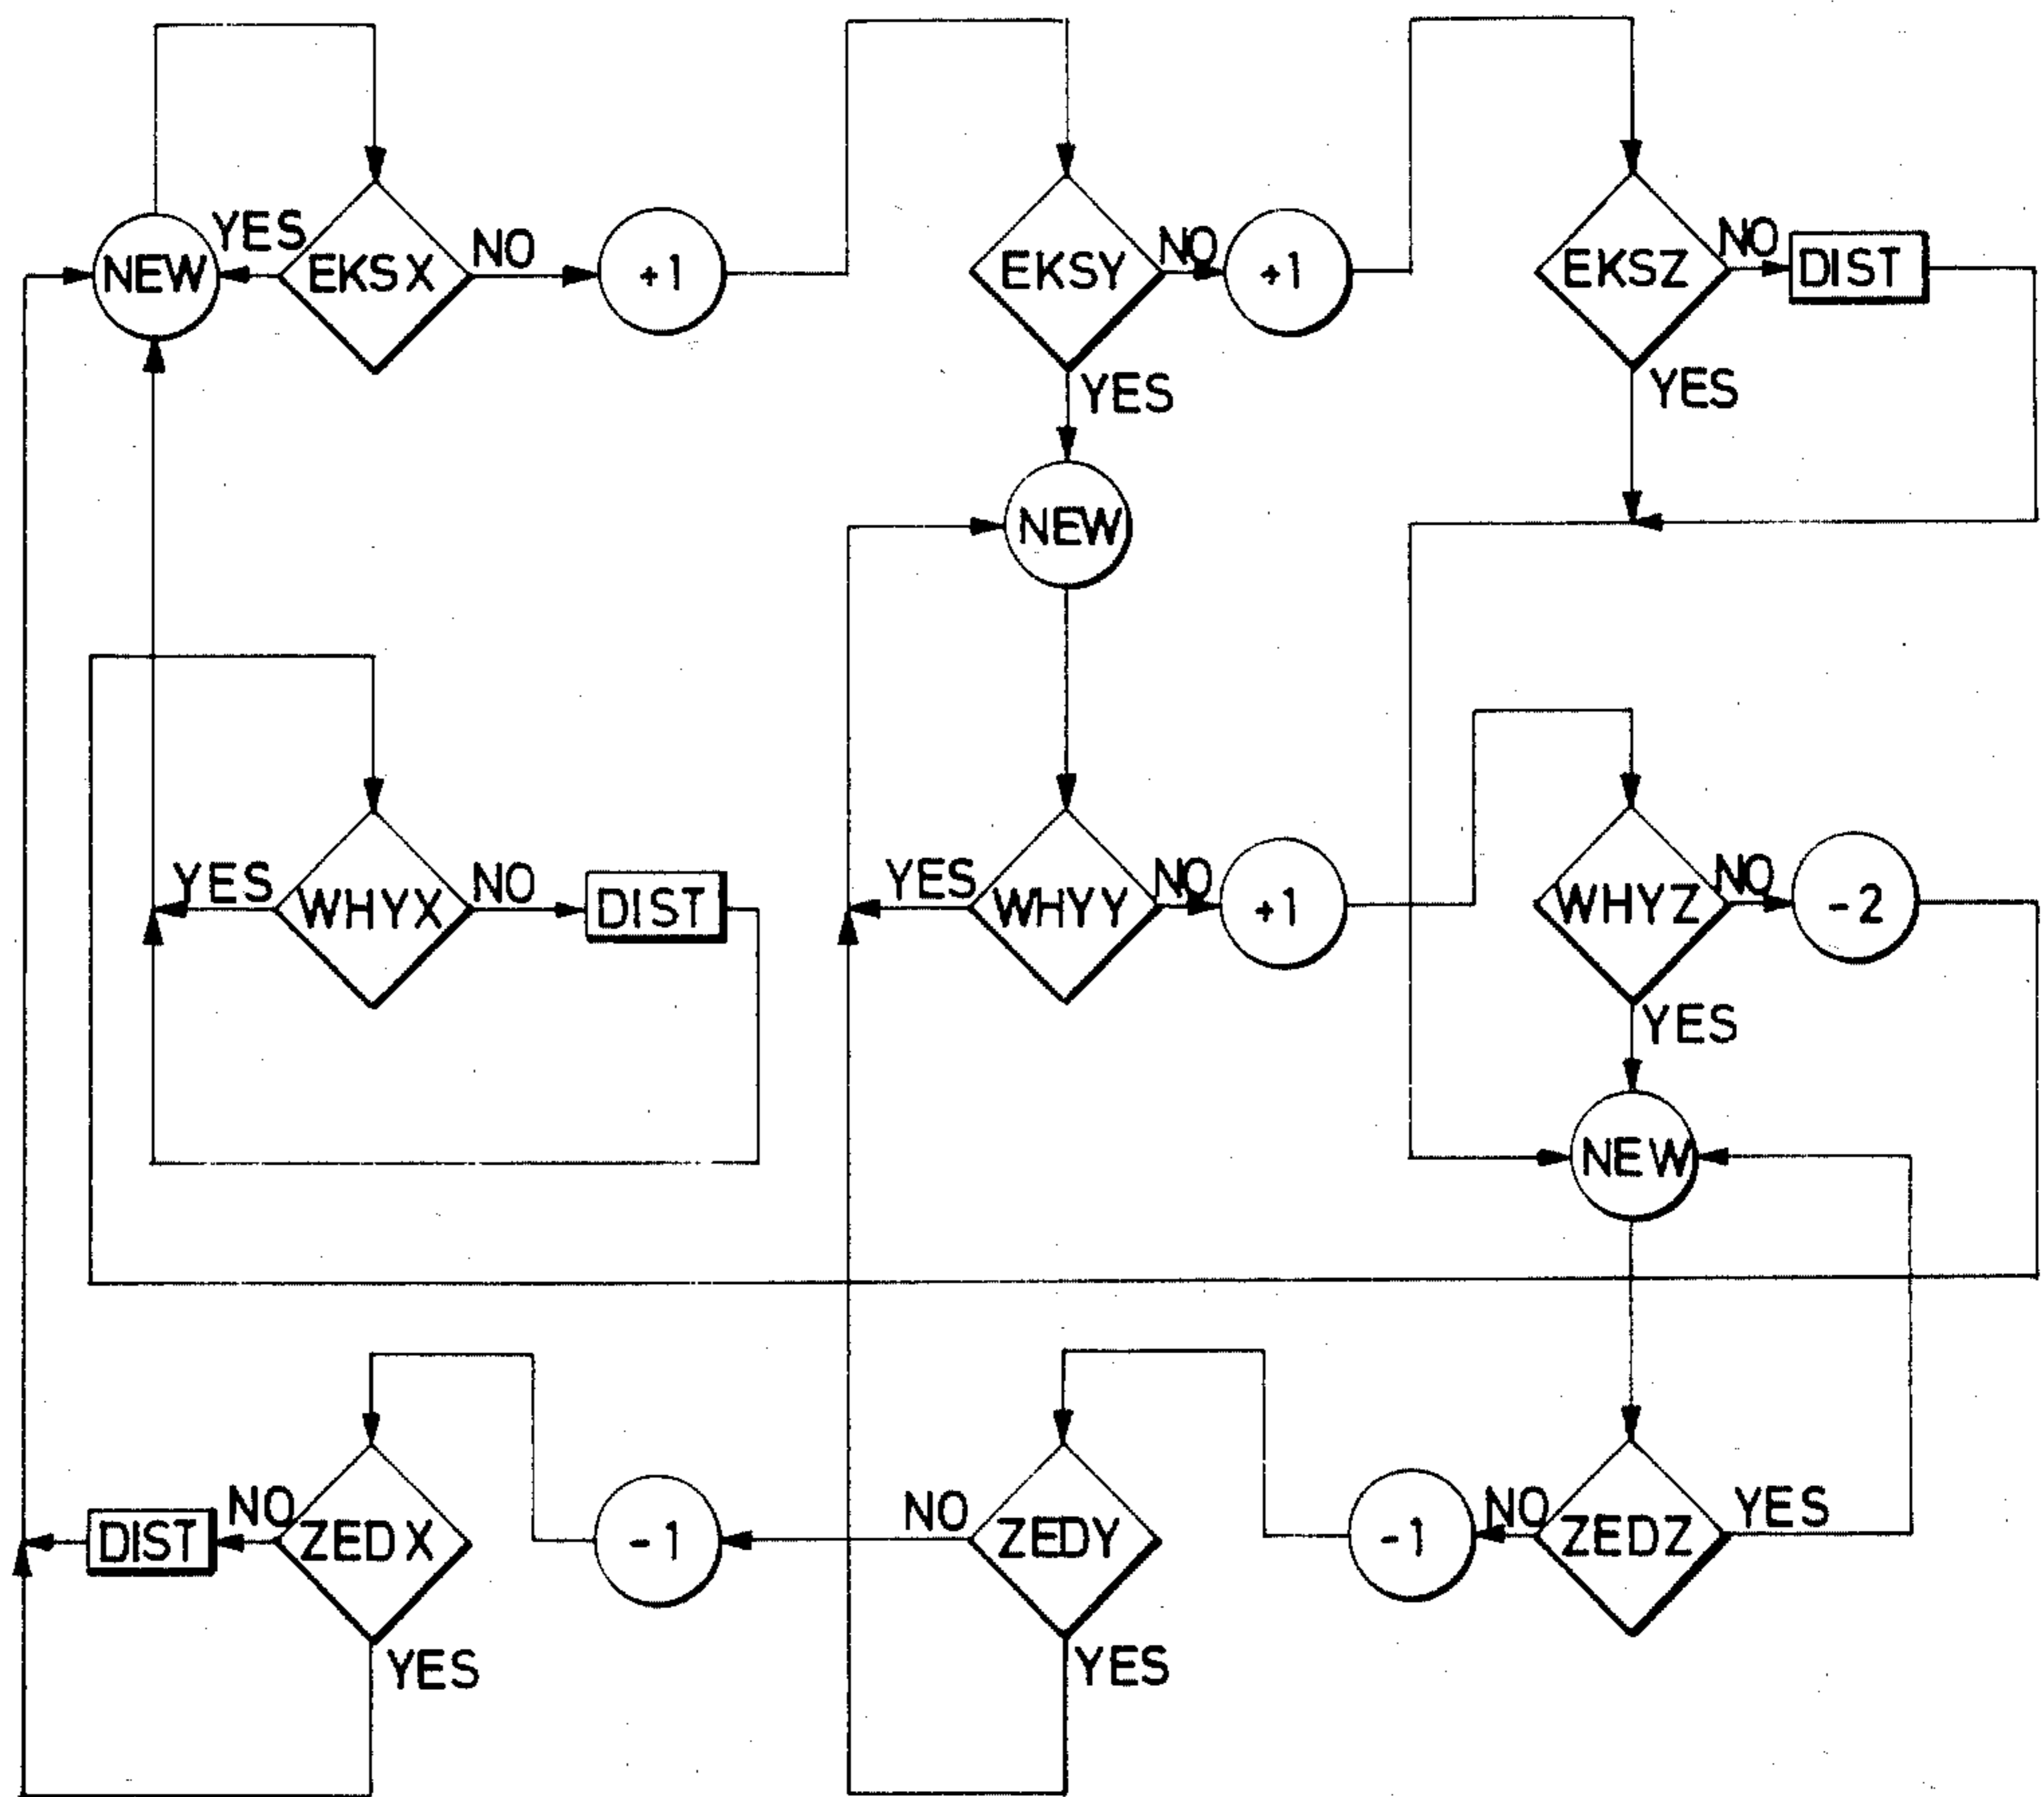 YES
NEW
EKSX
NO
+1
EKSY
NO
+1
EKSZ
NO
DIST
YES
YES
NEW
YES
WHYX
NO
DIST
YES
WHYY
NO
+1
WHYZ
NO
-2
YES
NEW
DIST
NO
ZEDX
YES
-1
NO
ZEDY
YES
-1
NO
ZEDZ
YES